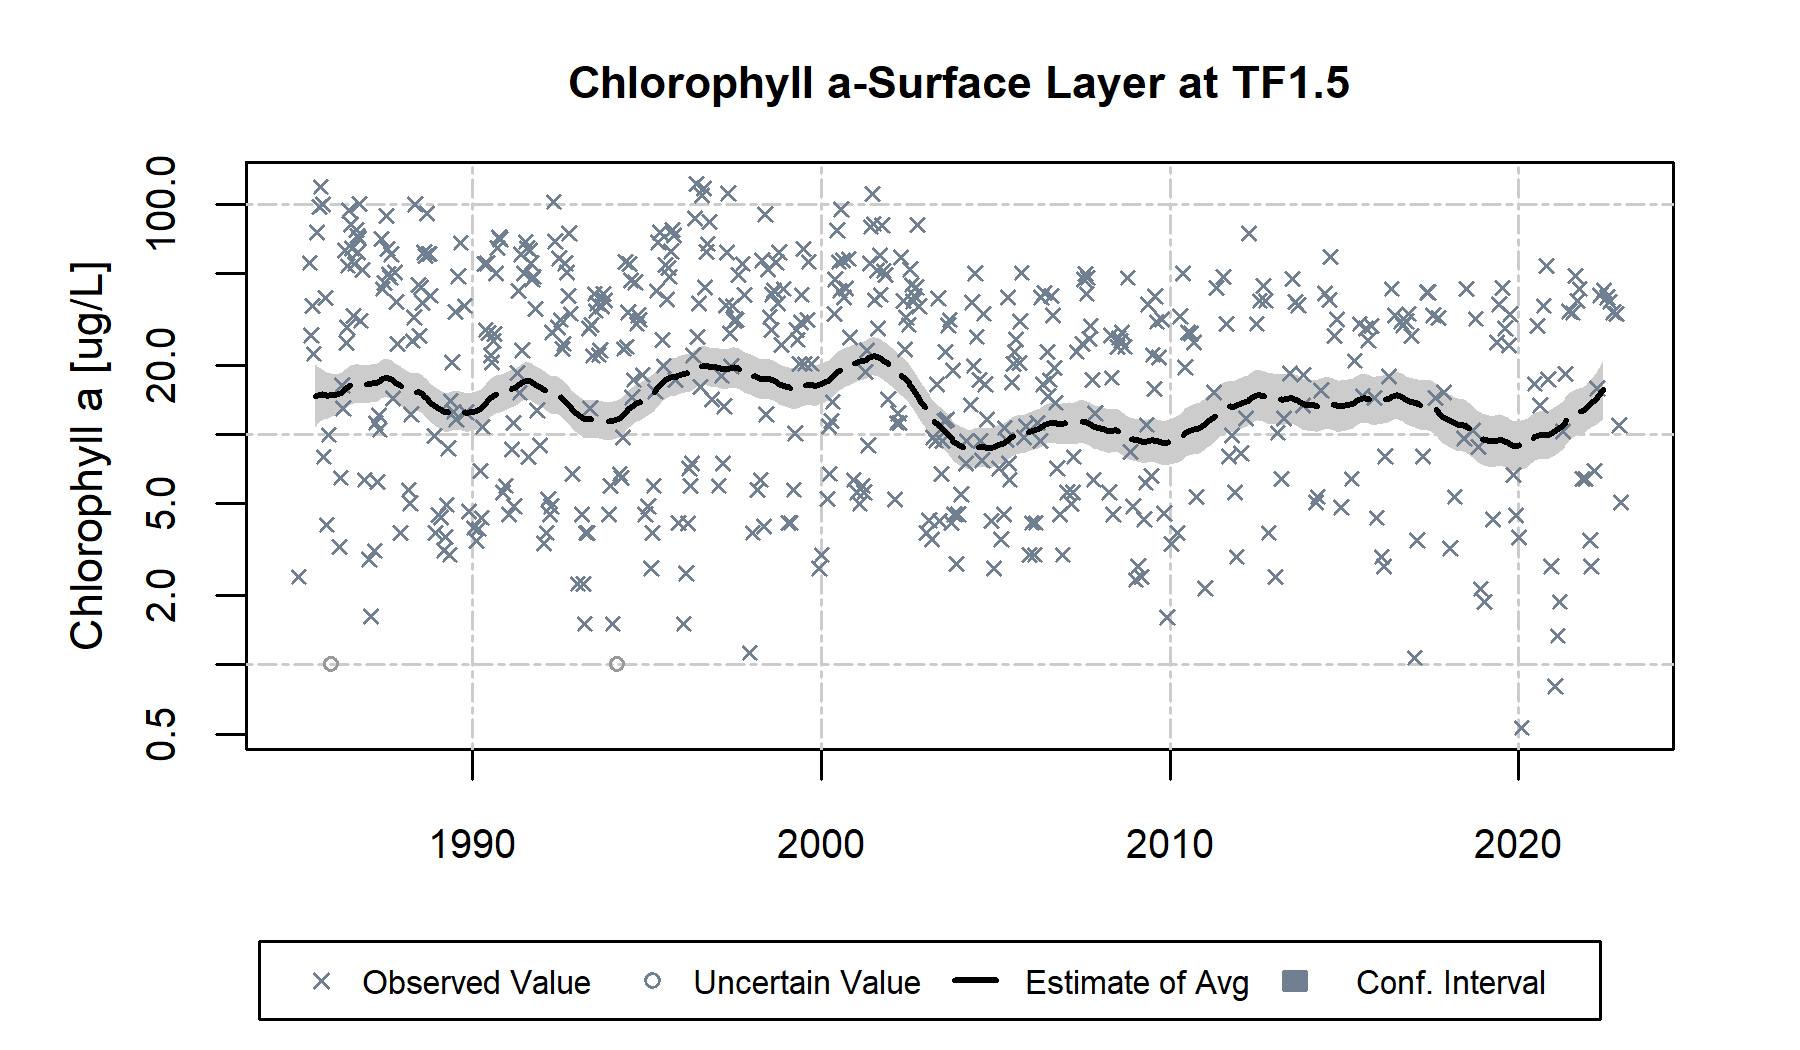 Chlorophyll a-Surface Layer at TF1.5
Chlorophyll a [ug/L]
100.0
20.0
5.0
2.0
0.5
1990 2000 2010 2020
Observed Value Uncertain Value Estimate of Avg Conf. Interval